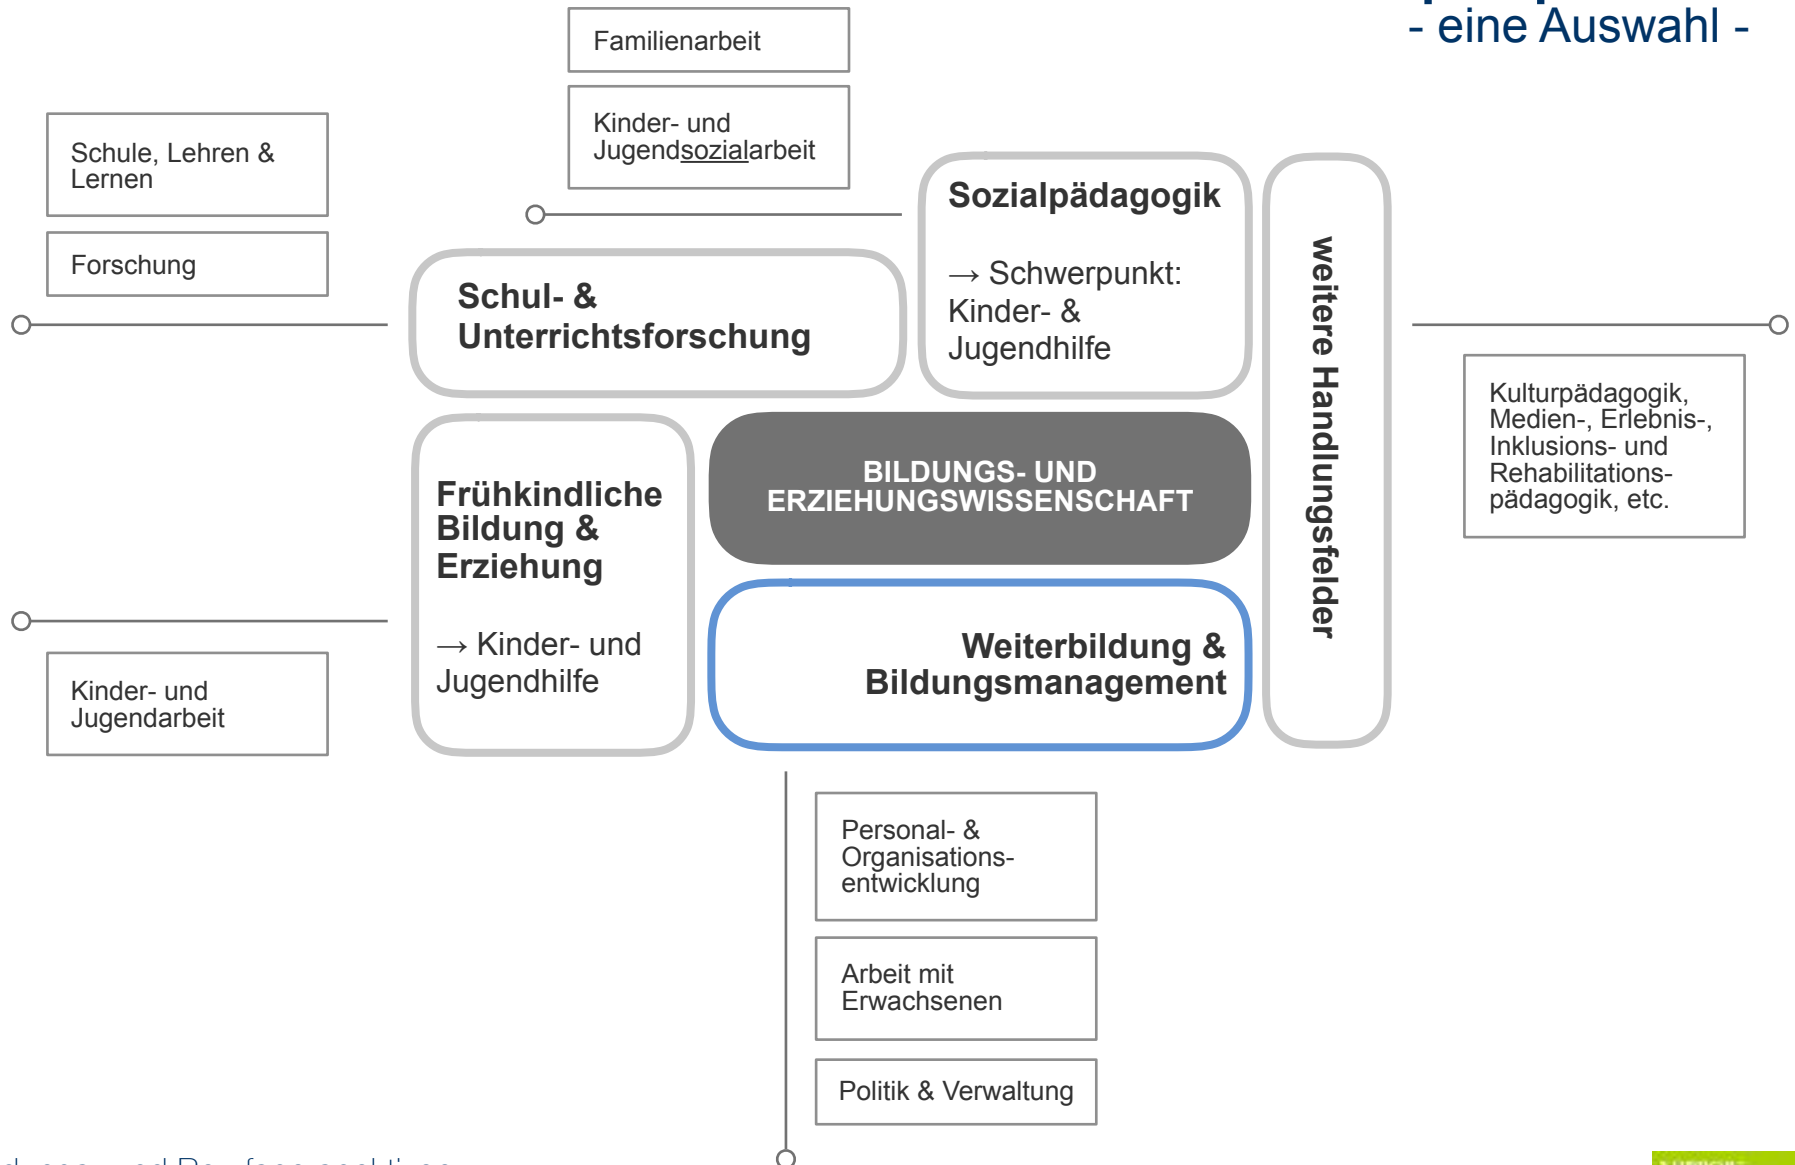 - eine Auswahl -
Familienarbeit
Kinder- und
Jugendsozialarbeit
Schule, Lehren &
Lernen
Forschung
Sozialpädagogik
→ Schwerpunkt:
Kinder- &
Jugendhilfe
Schul- &
Unterrichtsforschung
weitere Handlungsfelder
Kulturpädagogik,
Medien-, Erlebnis-,
Inklusions- und
Rehabilitations-
pädagogik, etc.
BILDUNGS- UND
ERZIEHUNGSWISSENSCHAFT
Frühkindliche
Bildung &
Erziehung
→ Kinder- und
Jugendhilfe
Kinder- und
Jugendarbeit
Weiterbildung &
Bildungsmanagement
Personal- &
Organisations-
entwicklung
Arbeit mit
Erwachsenen
Politik & Verwaltung